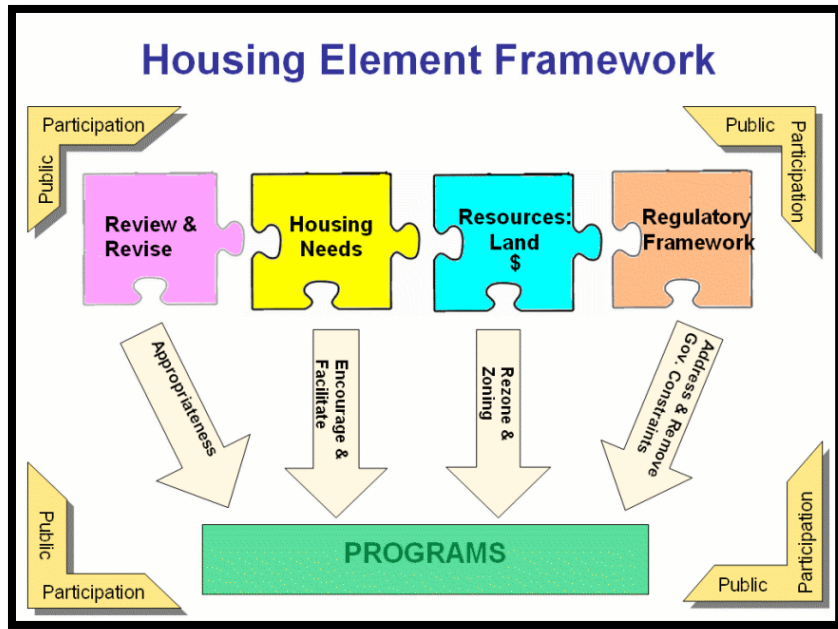 Housing Element Framework
Participation
Public
Public
Participation
Review &
Revise
Housing
Needs
Resources:
Land
$
Regulatory
Framework
Appropriateness
Encourage &
Facilitate
Rezone &
Zoning
Address & Remove
Gov. Constraints
PROGRAMS
Public
Participation
Public
Participation